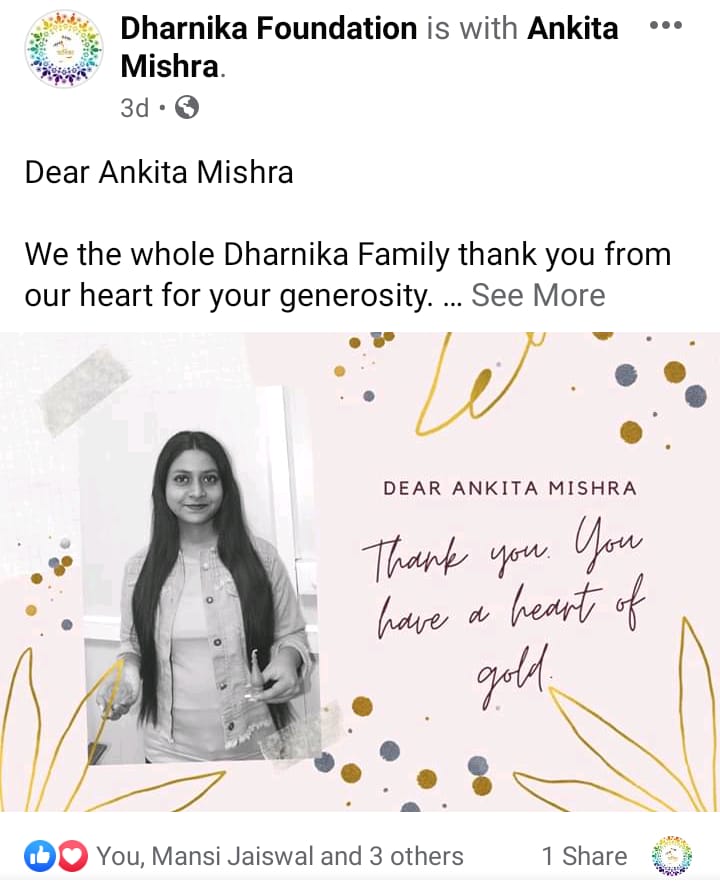 Dharnika Foundation is with Ankita
Mishra.
3d •
Dear Ankita Mishra
We the whole Dharnika Family thank you from
our heart for your generosity. ... See More
DEAR ANKITA MISHRA
Thank you. You
have a heart of
gold.
You, Mansi Jaiswal and 3 others
1 Share